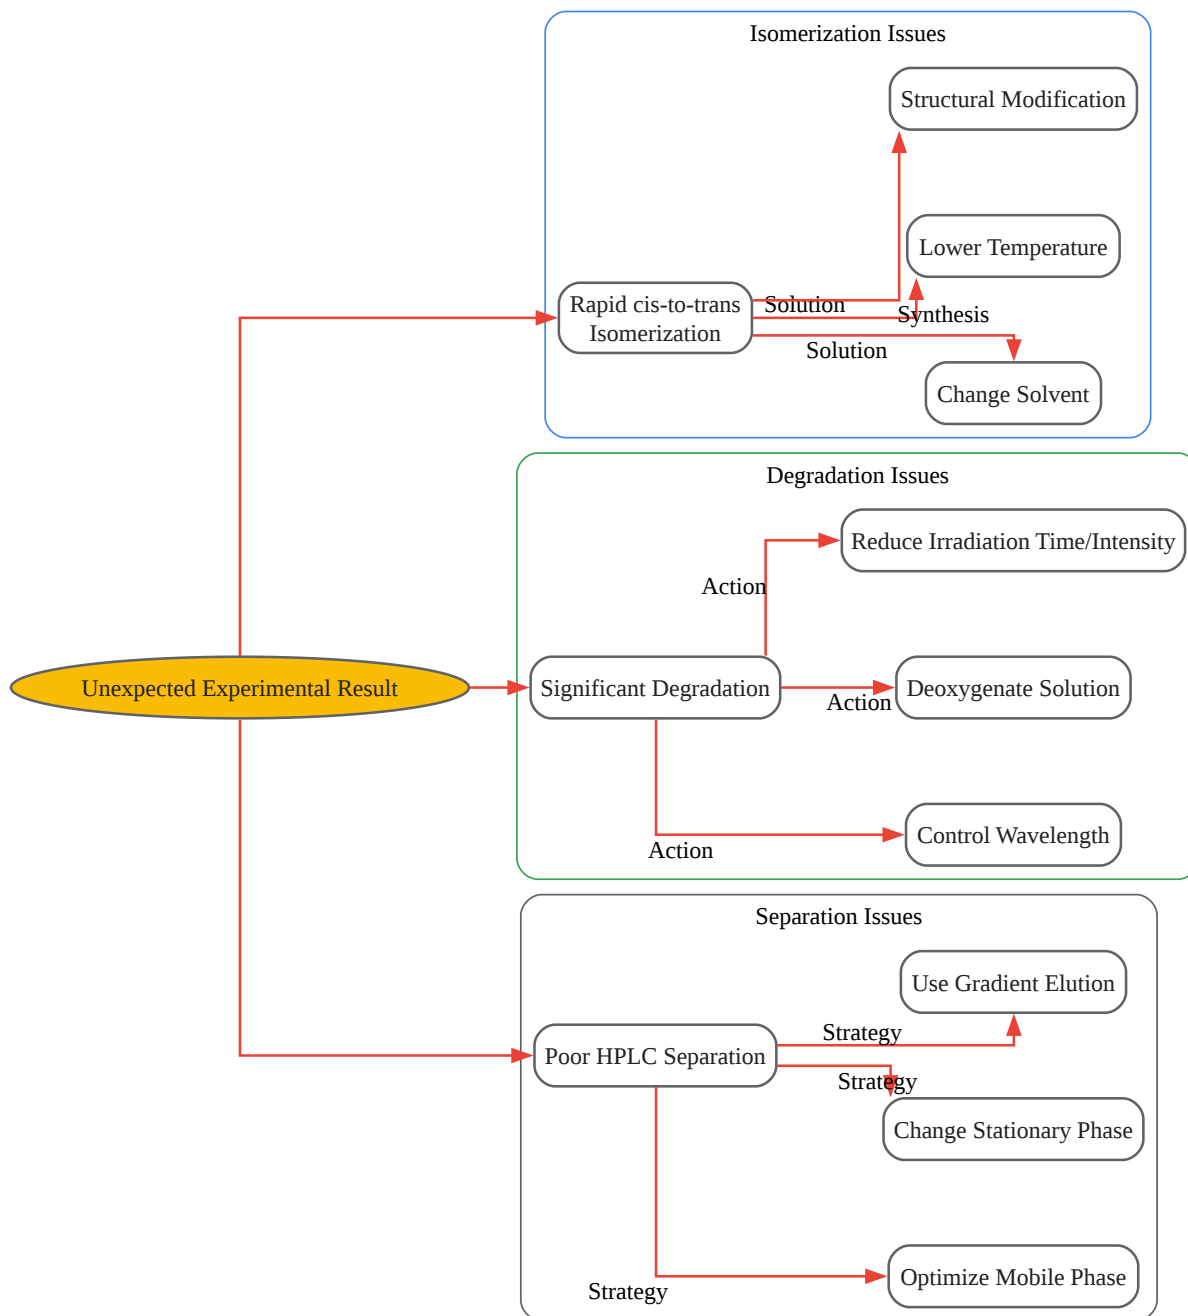 Isomerization Issues
Structural Modification
Lower Temperature
Rapid cis-to-trans
Isomerization
Solution
Synthesis
Solution
Change Solvent
Degradation Issues
Reduce Irradiation Time/Intensity
Action
Unexpected Experimental Result
Significant Degradation
Deoxygenate Solution
Action
Control Wavelength
Action
Separation Issues
Use Gradient Elution
Strategy
Poor HPLC Separation
Strategy
Change Stationary Phase
Optimize Mobile Phase
Strategy